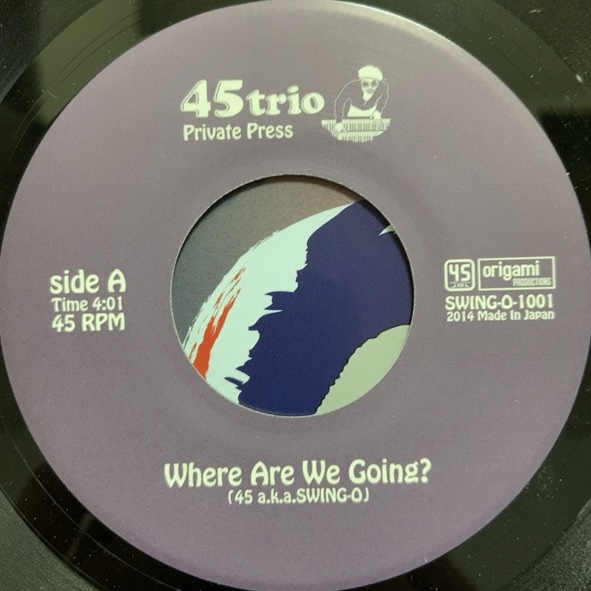 45trio
Private Press
side A
Time 4:01
45 RPM
45
origami
PRODUCTIONS
SWING-O-1001
2014 Made In Japan
Where Are We Going?
(45 a.k.a.SWING-O)